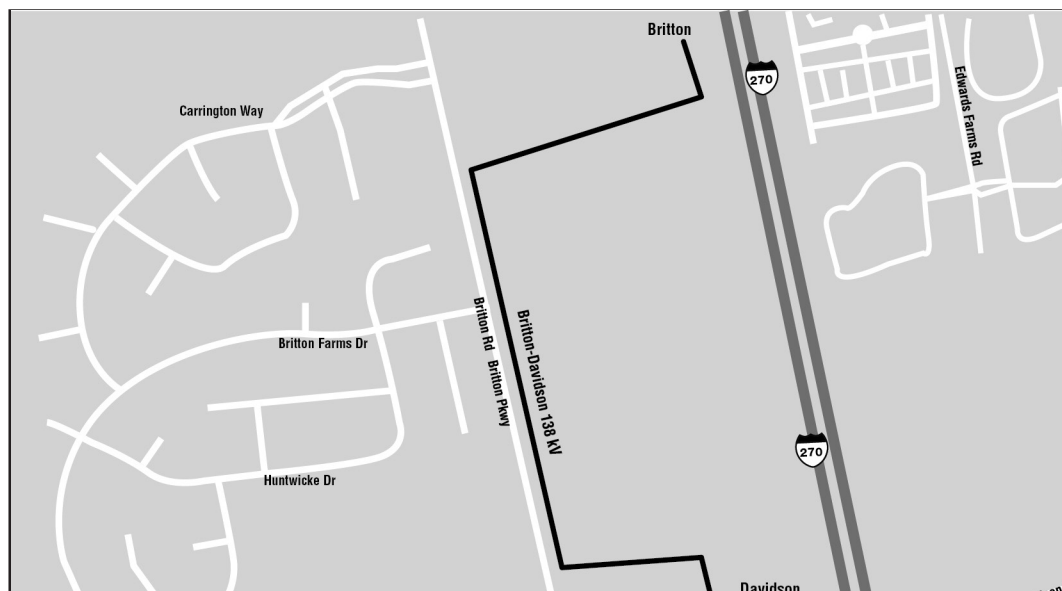 Britton
270
Edwards Farms Rd
Carrington Way
Britton Rd
Britton Pkwy
Britton-Davidson 138 kV
Britton Farms Dr
270
Huntwicke Dr
Davidson